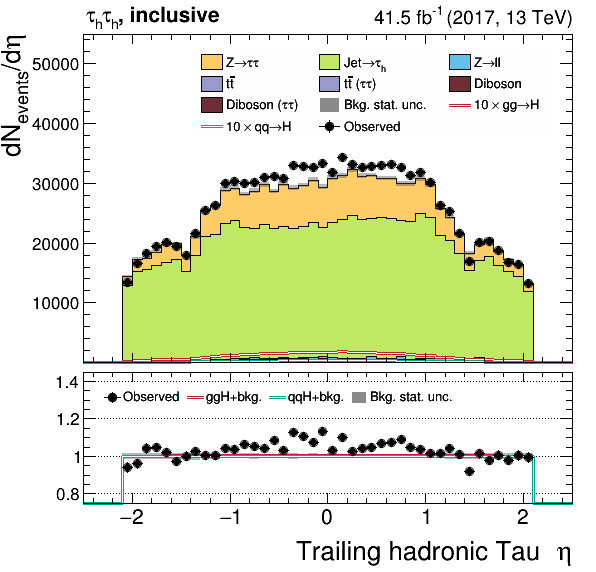 τhτh, inclusive 41.5 fb⁻¹ (2017, 13 TeV)
dNevents/dη
50000
40000
30000
20000
10000
Z→ττ Jet→τh Z→ll
tt̄ tt̄ (ττ) Diboson
Diboson (ττ) Bkg. stat. unc. 10 × gg→H
10 × qq→H Observed
1.4
1.2
1
0.8
Observed ggH+bkg. qqH+bkg. Bkg. stat. unc.
−2 −1 0 1 2
Trailing hadronic Tau η